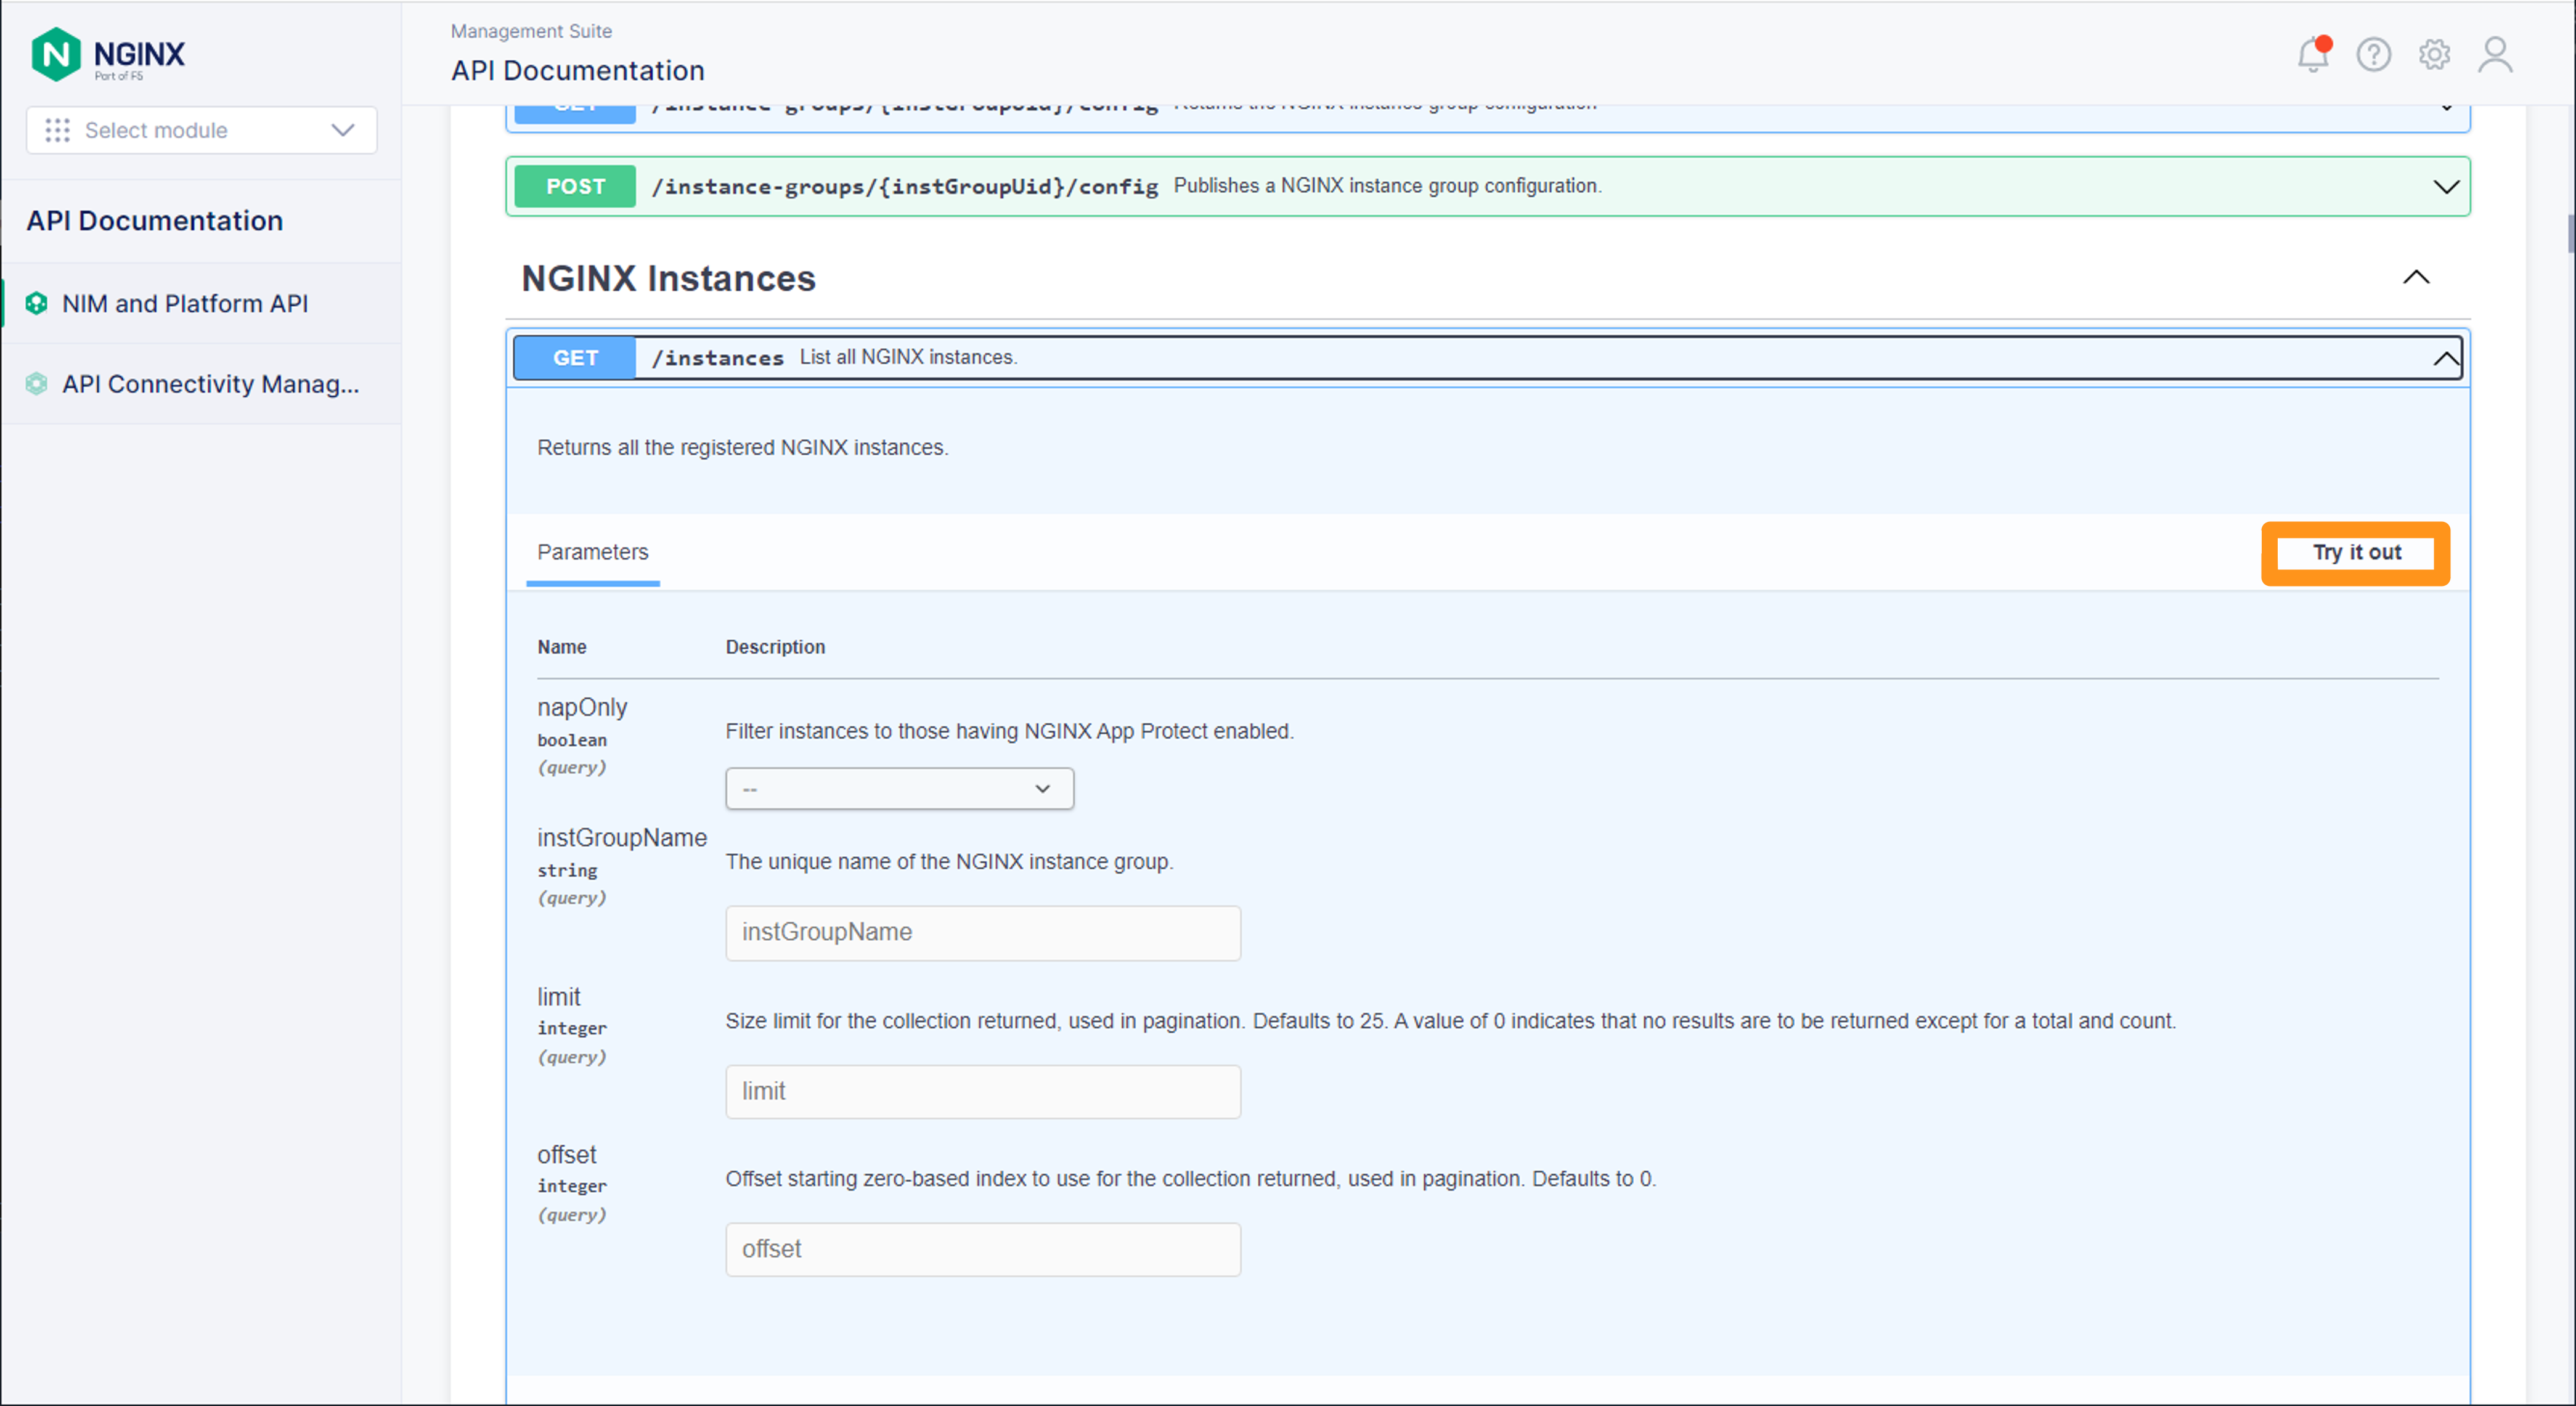 NGINX
Part of F5
Management Suite
API Documentation
Select module
API Documentation
NIM and Platform API
API Connectivity Manag...
GET /instance-groups/{instGroupUid}/config Returns the NGINX instance group configuration
POST /instance-groups/{instGroupUid}/config Publishes a NGINX instance group configuration.
NGINX Instances
GET /instances List all NGINX instances.
Returns all the registered NGINX instances.
Parameters
Try it out
Name Description
napOnly
boolean
(query)
Filter instances to those having NGINX App Protect enabled.
--
instGroupName
string
(query)
The unique name of the NGINX instance group.
instGroupName
limit
integer
(query)
Size limit for the collection returned, used in pagination. Defaults to 25. A value of 0 indicates that no results are to be returned except for a total and count.
limit
offset
integer
(query)
Offset starting zero-based index to use for the collection returned, used in pagination. Defaults to 0.
offset